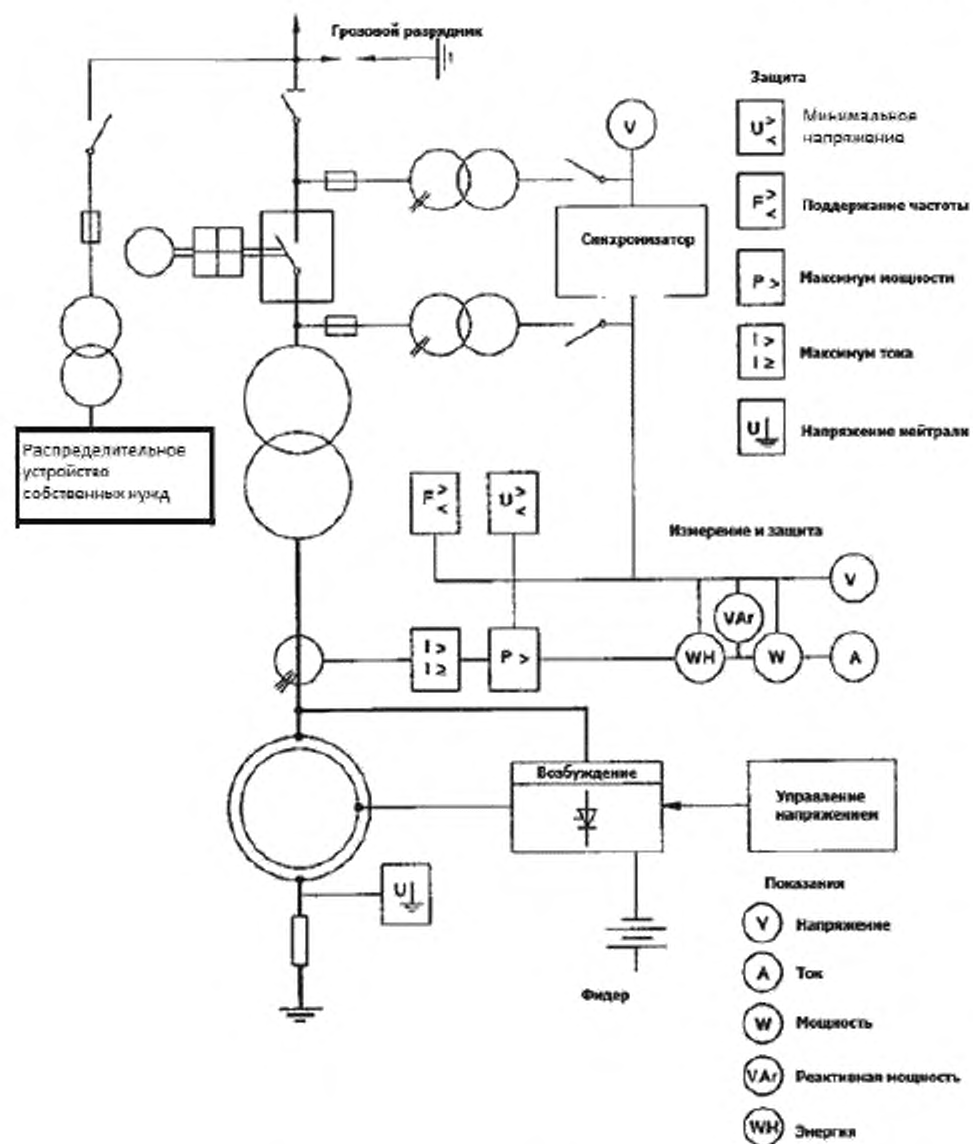 Грозовой разрядник
Защита
U > <
Минимальное
напряжение
V
F > <
Поддержание частоты
Синхронизатор
P >
Максимум мощности
I >
I ≥
Максимум тока
U
Напряжение нейтрали
Распределительное
устройство
собственных нужд
F > <
U > <
Измерение и защита
V
VAr
I >
I ≥
P >
WH
W
A
Возбуждение
Управление
напряжением
U
Показания
V
Напряжение
A
Ток
Фидер
W
Мощность
VAr
Реактивная мощность
WH
Энергия